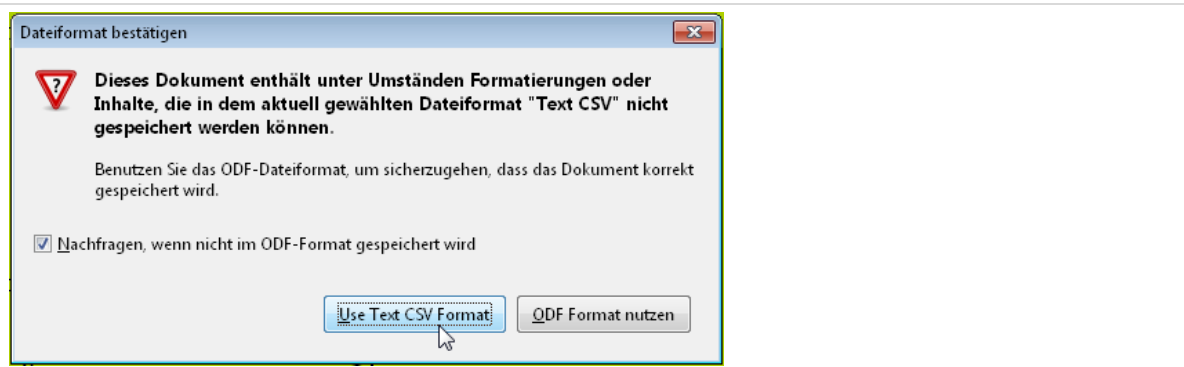 Dateiformat bestätigen
Dieses Dokument enthält unter Umständen Formatierungen oder
Inhalte, die in dem aktuell gewählten Dateiformat "Text CSV" nicht
gespeichert werden können.
Benutzen Sie das ODF-Dateiformat, um sicherzugehen, dass das Dokument korrekt
gespeichert wird.
Nachfragen, wenn nicht im ODF-Format gespeichert wird
Use Text CSV Format
ODF Format nutzen